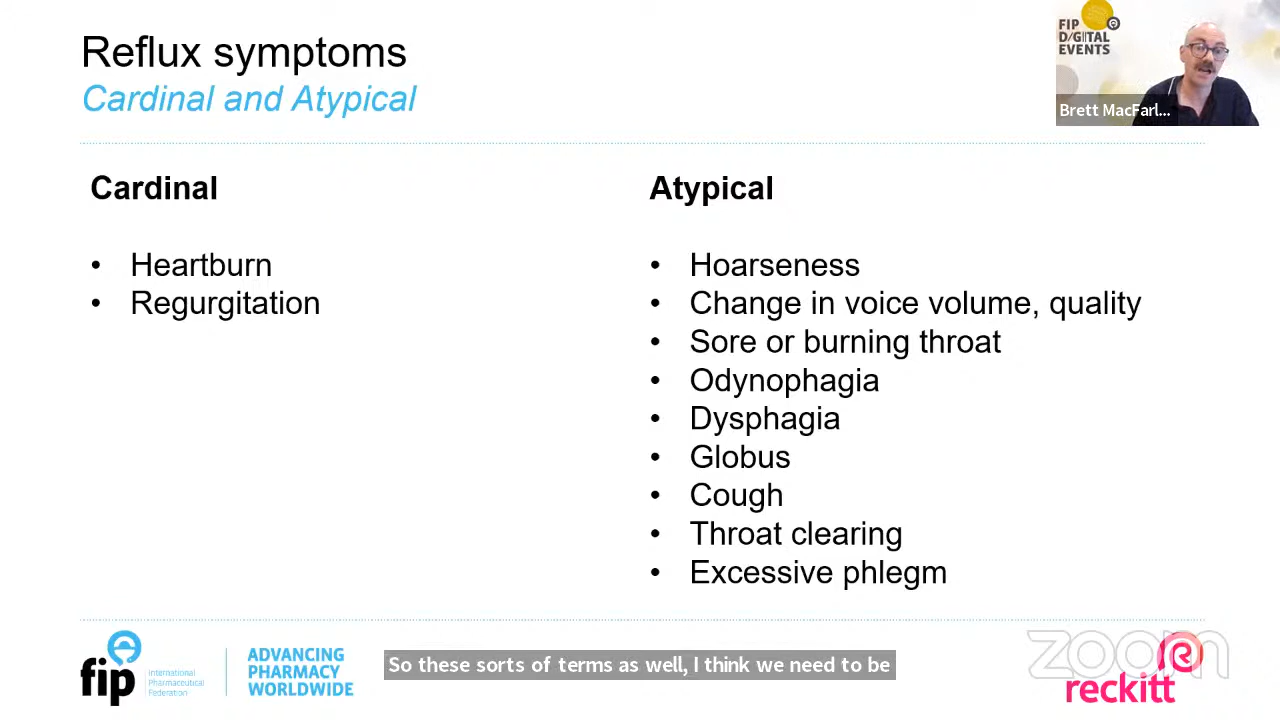 Reflux symptoms
Cardinal and Atypical
FIP
DIGITAL
EVENTS
Brett MacFarl...
Cardinal
• Heartburn
• Regurgitation
Atypical
• Hoarseness
• Change in voice volume, quality
• Sore or burning throat
• Odynophagia
• Dysphagia
• Globus
• Cough
• Throat clearing
• Excessive phlegm
fip
International
Pharmaceutical
Federation
ADVANCING
PHARMACY
WORLDWIDE
So these sorts of terms as well, I think we need to be
zoom
reckitt